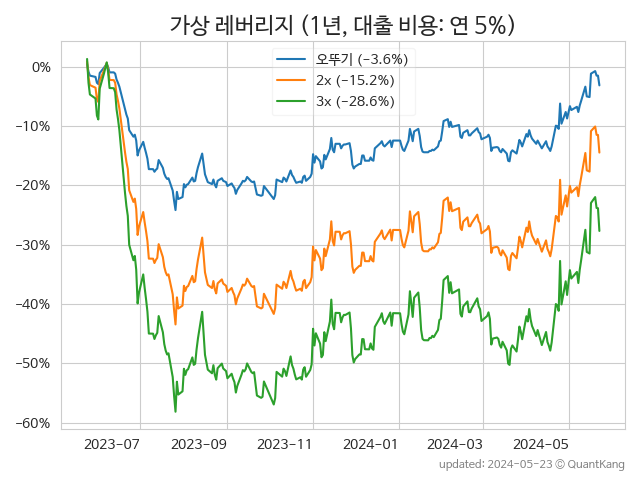 가상 레버리지 (1년, 대출 비용: 연 5%)
오뚜기 (−3.6%)
2x (−15.2%)
3x (−28.6%)
0%
−10%
−20%
−30%
−40%
−50%
−60%
2023-07 2023-09 2023-11 2024-01 2024-03 2024-05
updated: 2024-05-23 © QuantKang